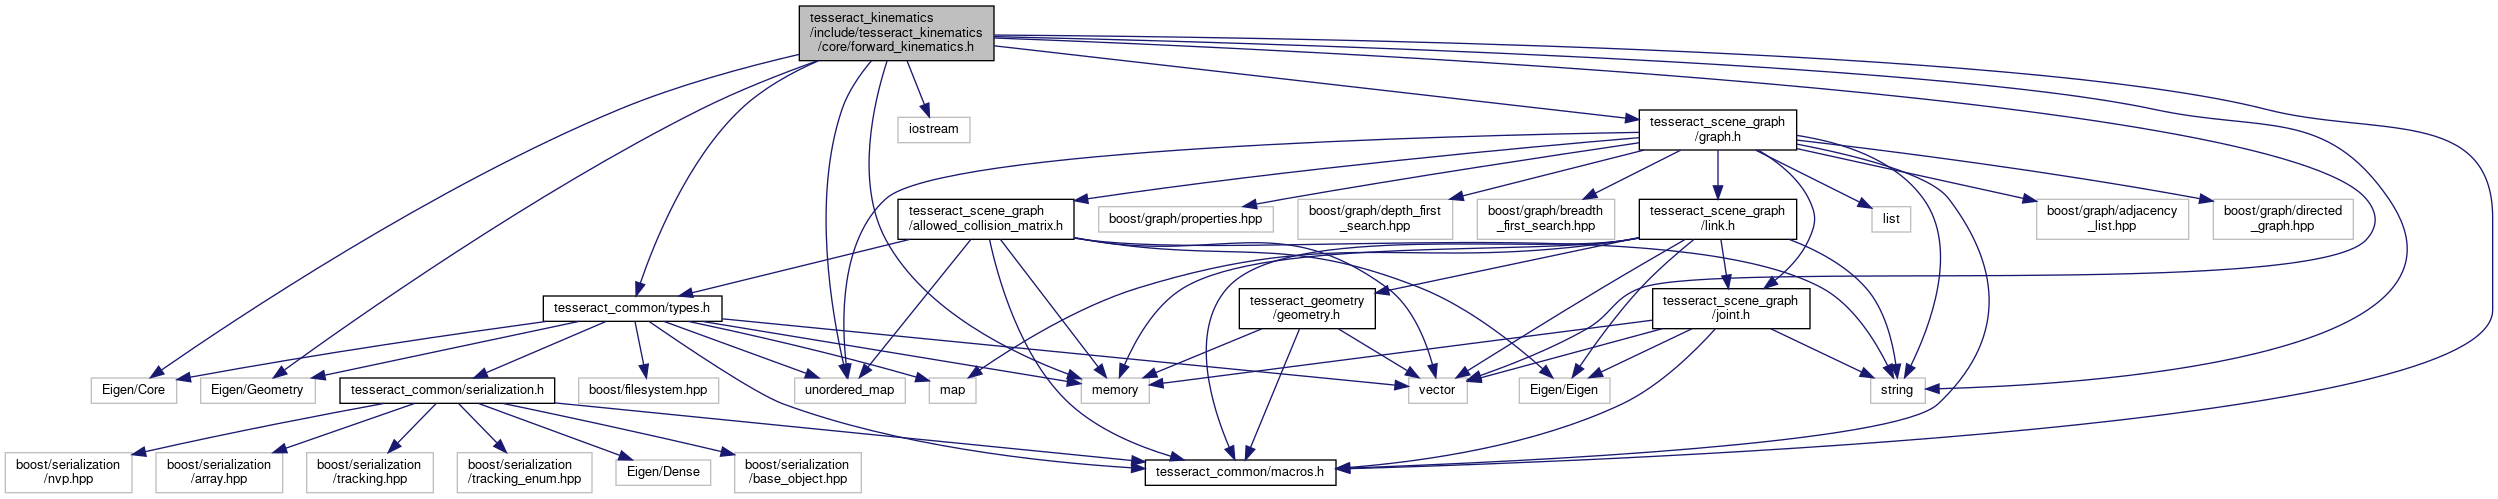 tesseract_kinematics
/include/tesseract_kinematics
/core/forward_kinematics.h
iostream
tesseract_scene_graph
/graph.h
tesseract_scene_graph
/allowed_collision_matrix.h
boost/graph/properties.hpp
boost/graph/depth_first
_search.hpp
boost/graph/breadth
_first_search.hpp
tesseract_scene_graph
/link.h
list
boost/graph/adjacency
_list.hpp
boost/graph/directed
_graph.hpp
tesseract_common/types.h
tesseract_geometry
/geometry.h
tesseract_scene_graph
/joint.h
Eigen/Core
Eigen/Geometry
tesseract_common/serialization.h
boost/filesystem.hpp
unordered_map
map
memory
vector
Eigen/Eigen
string
boost/serialization
/nvp.hpp
boost/serialization
/array.hpp
boost/serialization
/tracking.hpp
boost/serialization
/tracking_enum.hpp
Eigen/Dense
boost/serialization
/base_object.hpp
tesseract_common/macros.h